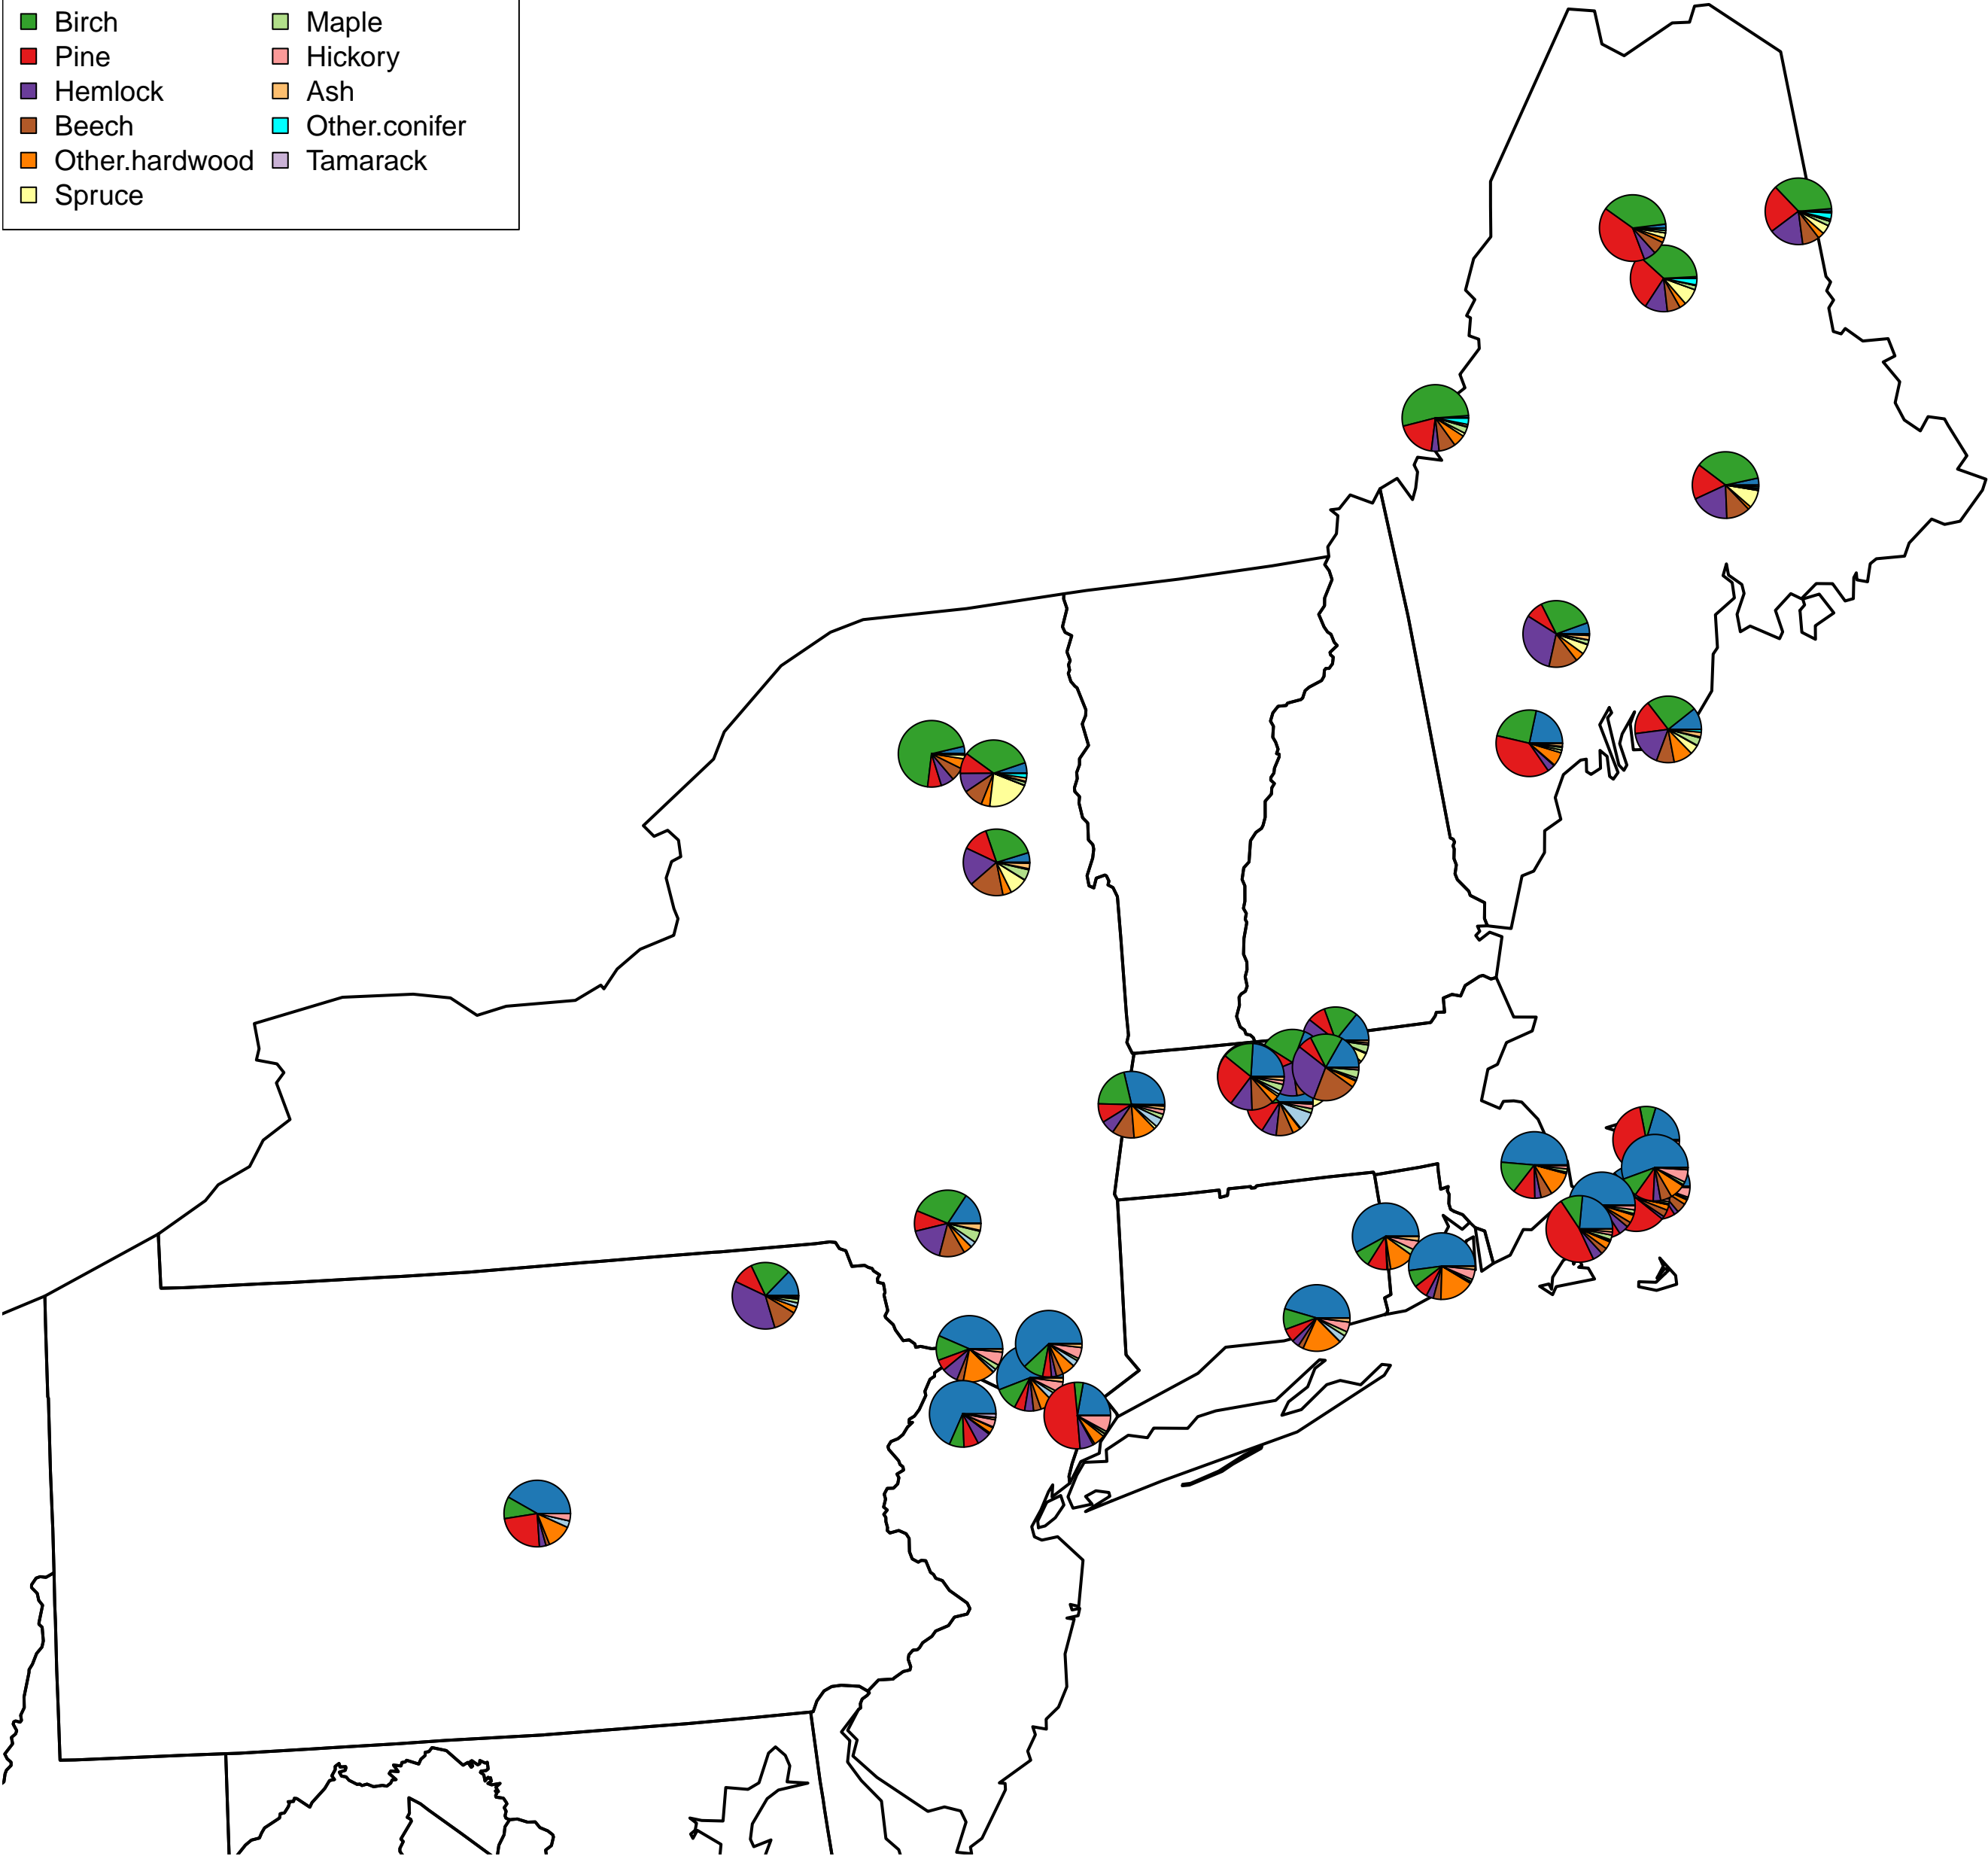 Birch
Pine
Hemlock
Beech
Other.hardwood
Spruce
Maple
Hickory
Ash
Other.conifer
Tamarack